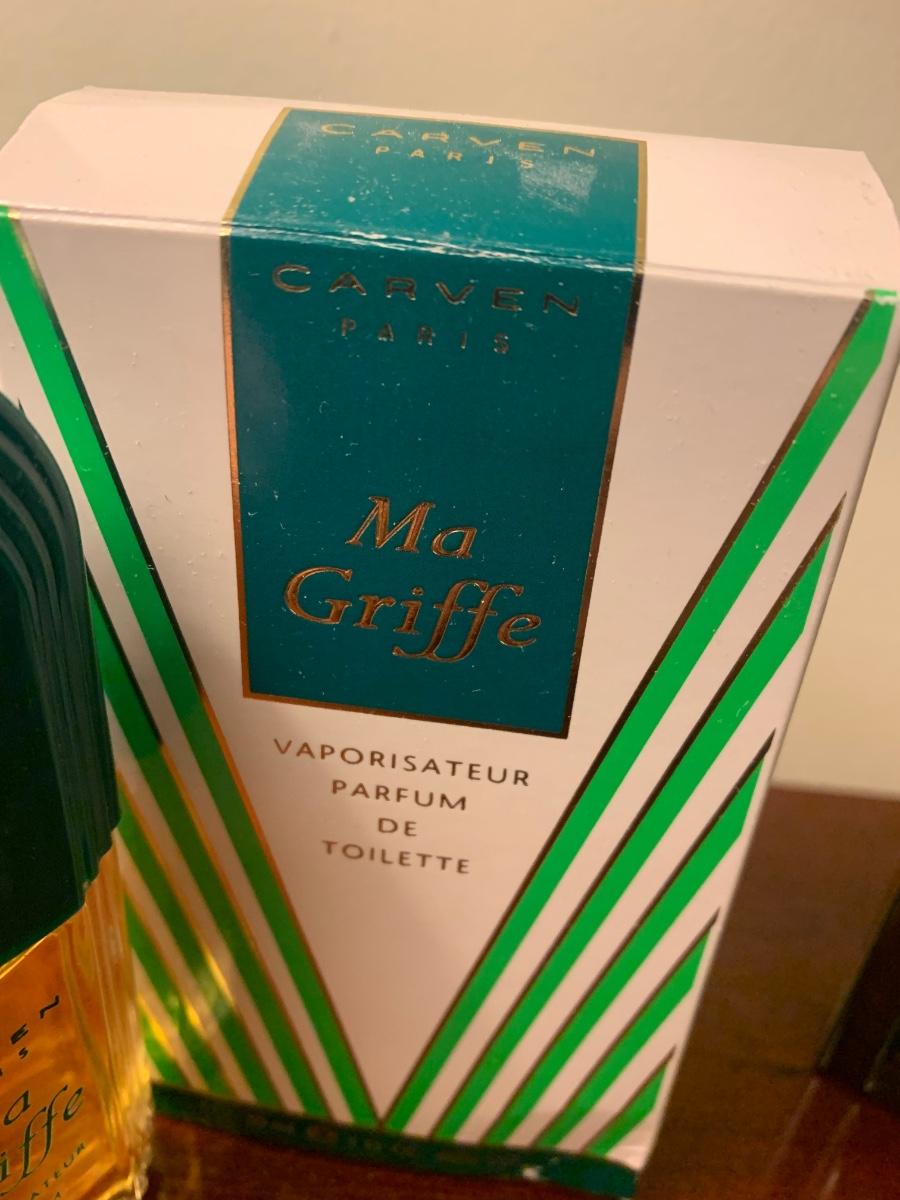 CARVEN
PARIS
CARVEN
PARIS
Ma
Griffe
VAPORISATEUR
PARFUM
DE
TOILETTE